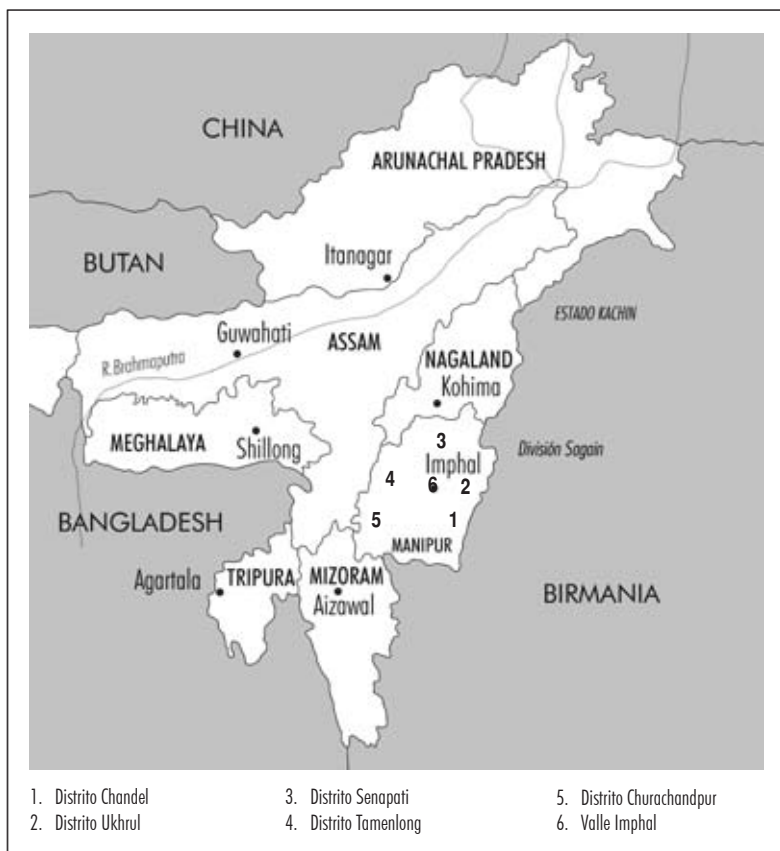 CHINA
ARUNACHAL PRADESH
BUTAN
Itanagar
ESTADO KACHIN
Guwahati
ASSAM
R.Brahmaputra
NAGALAND
Kohima
MEGHALAYA
Shillong
3
División Sagain
Imphal
4
6
2
BANGLADESH
5
1
MANIPUR
Agartala
TRIPURA
MIZORAM
Aizawal
BIRMANIA
1. Distrito Chandel
2. Distrito Ukhrul
3. Distrito Senapati
4. Distrito Tamenlong
5. Distrito Churachandpur
6. Valle Imphal